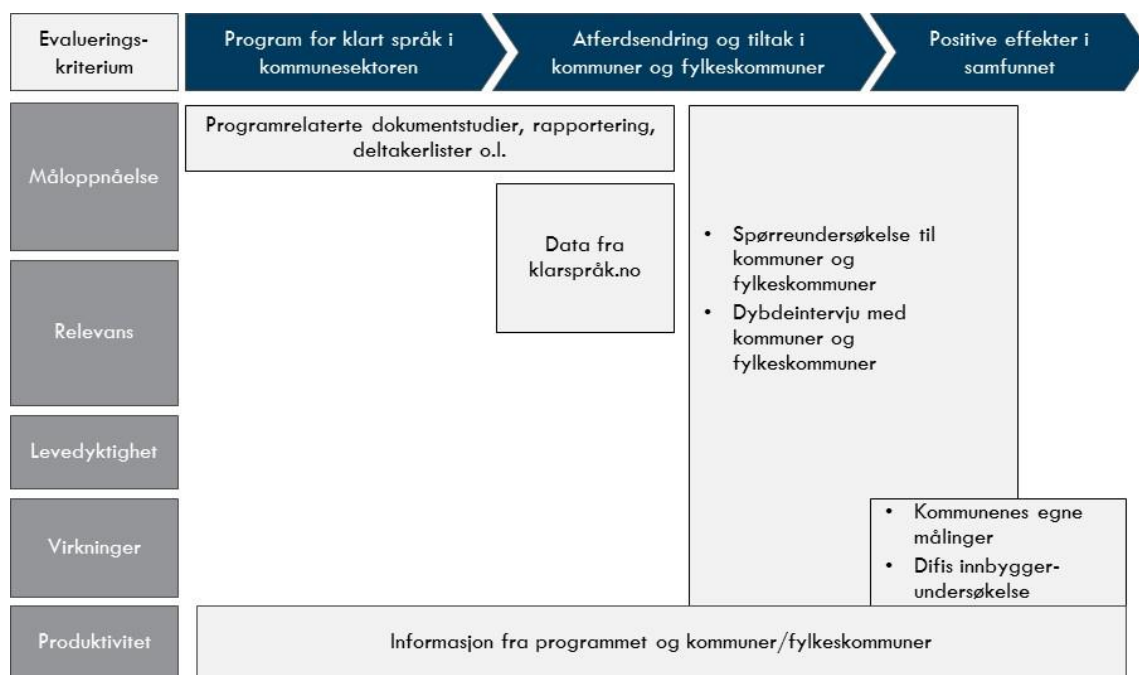 Evaluerings-
kriterium
Program for klart språk i
kommunesektoren
Atferdsendring og tiltak i
kommuner og fylkeskommuner
Positive effekter i
samfunnet
Måloppnåelse
Programrelaterte dokumentstudier, rapportering,
deltakerlister o.l.
Data fra
klarspråk.no
• Spørreundersøkelse til
kommuner og
fylkeskommuner
• Dybdeintervju med
kommuner og
fylkeskommuner
Relevans
Levedyktighet
Virkninger
• Kommunenes egne
målinger
• Difis innbygger-
undersøkelse
Produktivitet
Informasjon fra programmet og kommuner/fylkeskommuner